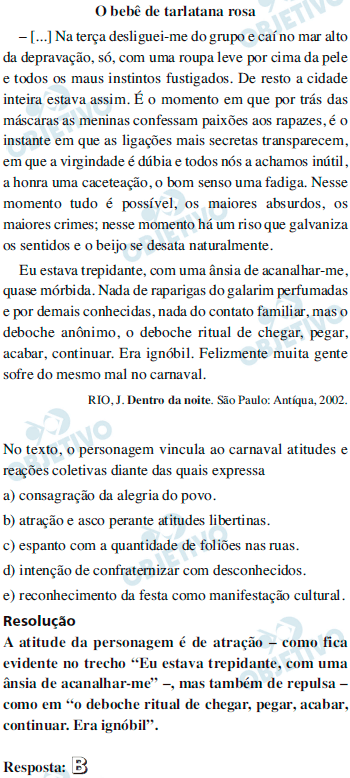 O bebê de tarlatana rosa
– [...] Na terça desliguei-me do grupo e caí no mar alto
da depravação, só, com uma roupa leve por cima da pele
e todos os maus instintos fustigados. De resto a cidade
inteira estava assim. É o momento em que por trás das
máscaras as meninas confessam paixões aos rapazes, é o
instante em que as ligações mais secretas transparecem,
em que a virgindade é dúbia e todos nós a achamos inútil,
a honra uma caceteação, o bom senso uma fadiga. Nesse
momento tudo é possível, os maiores absurdos, os
maiores crimes; nesse momento há um riso que galvaniza
os sentidos e o beijo se desata naturalmente.
Eu estava trepidante, com uma ânsia de acanalhar-me,
quase mórbida. Nada de raparigas do galarim perfumadas
e por demais conhecidas, nada do contato familiar, mas o
deboche anônimo, o deboche ritual de chegar, pegar,
acabar, continuar. Era ignóbil. Felizmente muita gente
sofre do mesmo mal no carnaval.
RIO, J. Dentro da noite. São Paulo: Antíqua, 2002.
No texto, o personagem vincula ao carnaval atitudes e
reações coletivas diante das quais expressa
a) consagração da alegria do povo.
b) atração e asco perante atitudes libertinas.
c) espanto com a quantidade de foliões nas ruas.
d) intenção de confraternizar com desconhecidos.
e) reconhecimento da festa como manifestação cultural.
Resolução
A atitude da personagem é de atração – como fica
evidente no trecho “Eu estava trepidante, com uma
ânsia de acanalhar-me” –, mas também de repulsa –
como em “o deboche ritual de chegar, pegar, acabar,
continuar. Era ignóbil”.
Resposta: B
OBJETIVO
OBJETIVO
OBJETIVO
OBJETIVO
OBJETIVO
OBJETIVO
OBJETIVO
OBJETIVO